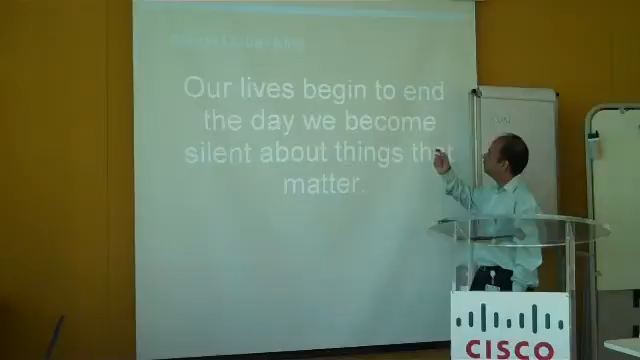 Our lives begin to end
the day we become
silent about things that
matter.
CISCO